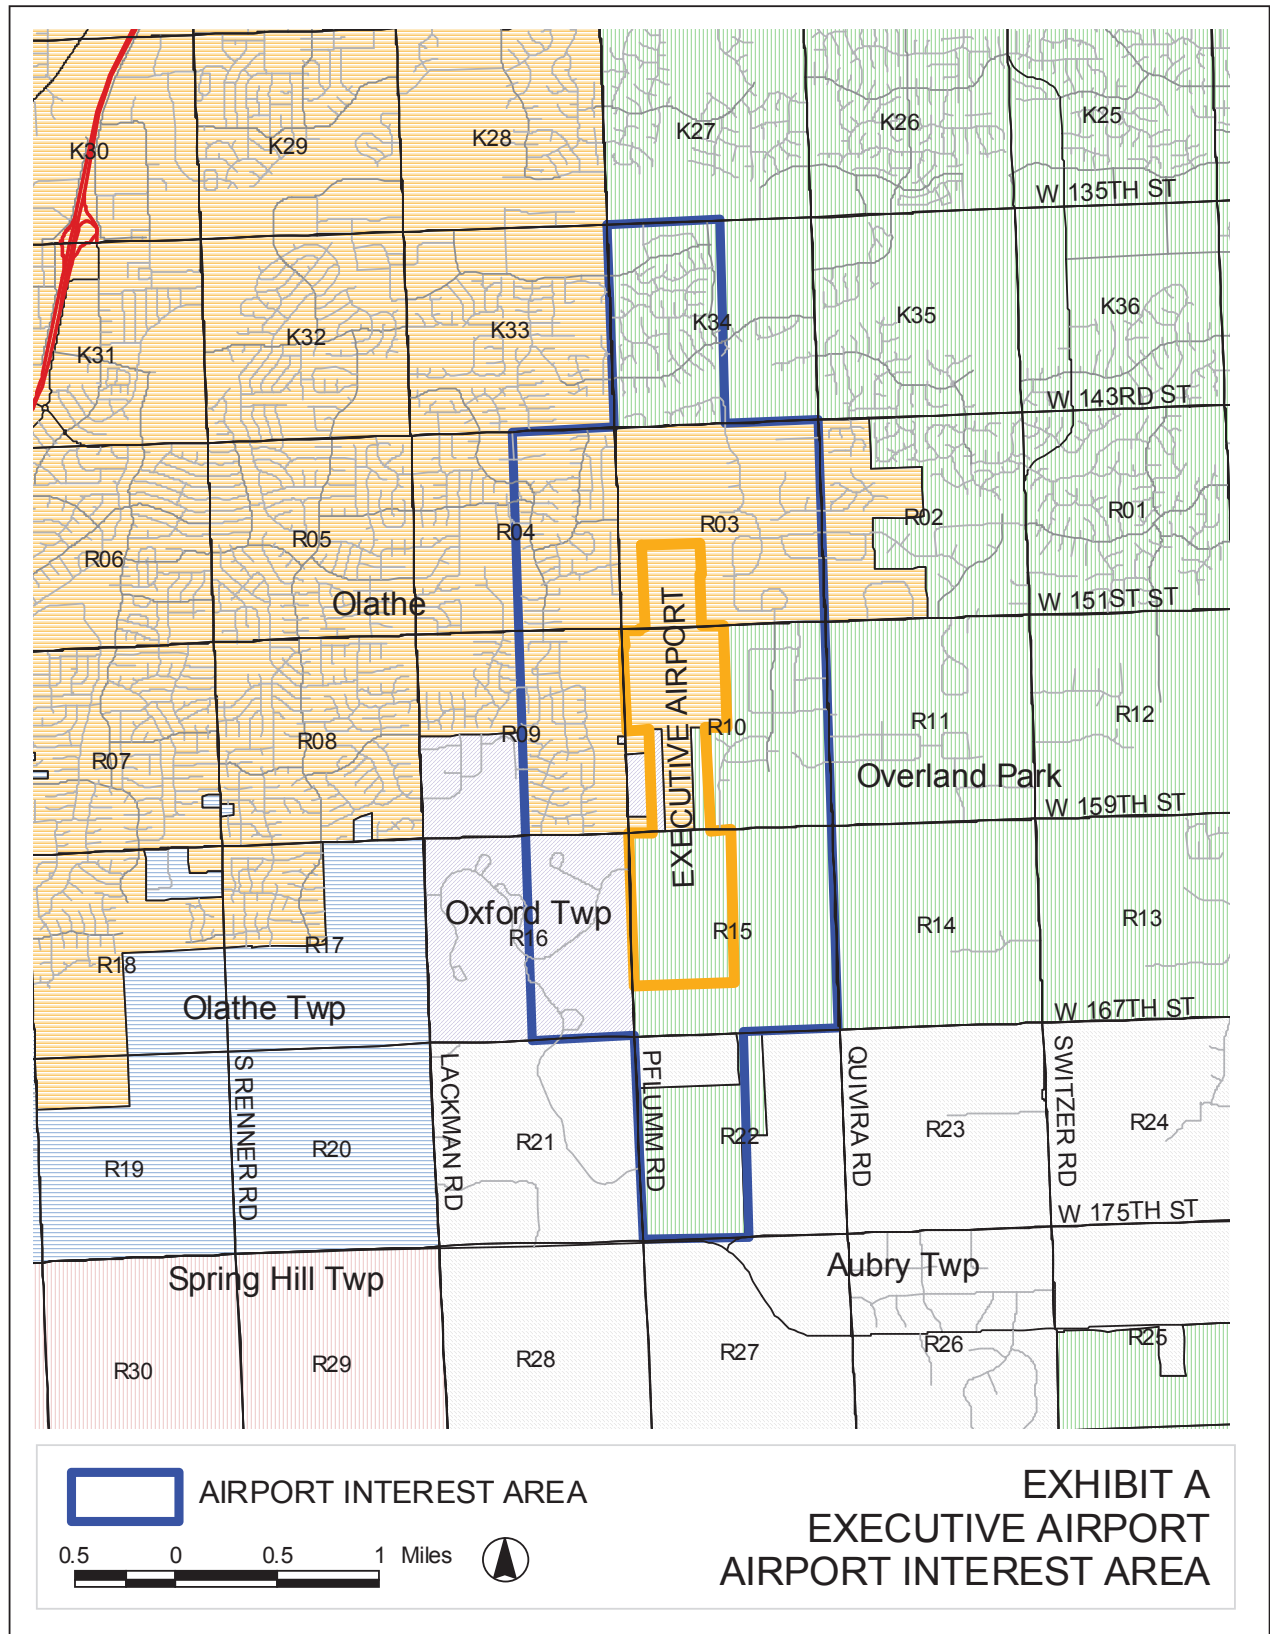 K30
K29
K28
K27
K26
K25
W 135TH ST
K31
K32
K33
K34
K35
K36
W 143RD ST
R06
R05
R04
R03
R02
R01
Olathe
W 151ST ST
EXECUTIVE AIRPORT
R07
R08
R09
R10
R11
R12
Overland Park
W 159TH ST
R18
R17
Oxford Twp
R16
R15
R14
R13
Olathe Twp
W 167TH ST
S RENNER RD
LACKMAN RD
PFLUMM RD
QUIVIRA RD
SWITZER RD
R19
R20
R21
R22
R23
R24
W 175TH ST
Spring Hill Twp
Aubry Twp
R30
R29
R28
R27
R26
R25
AIRPORT INTEREST AREA
0.5 0 0.5 1 Miles
EXHIBIT A
EXECUTIVE AIRPORT
AIRPORT INTEREST AREA